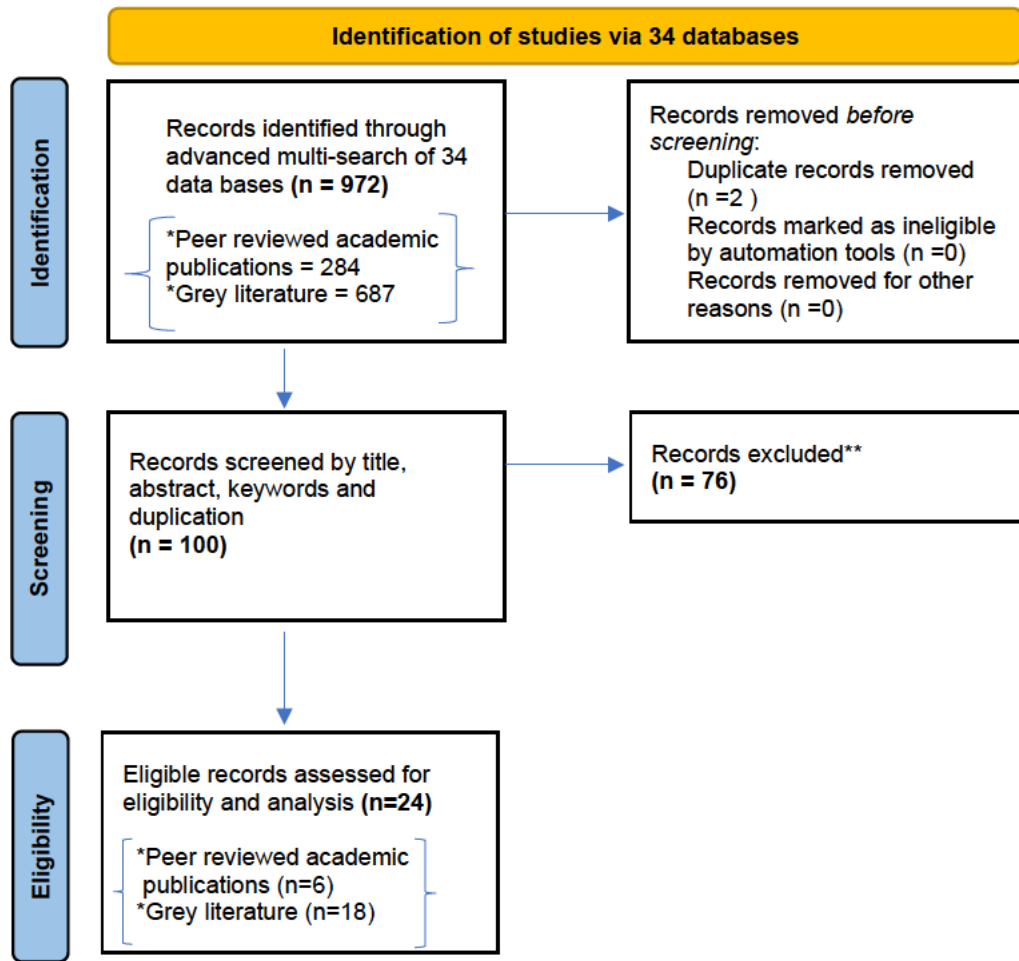 Identification of studies via 34 databases
Identification
Records identified through
advanced multi-search of 34
data bases (n = 972)
*Peer reviewed academic
publications = 284
*Grey literature = 687
Records removed before
screening:
Duplicate records removed
(n =2 )
Records marked as ineligible
by automation tools (n =0)
Records removed for other
reasons (n =0)
Screening
Records screened by title,
abstract, keywords and
duplication
(n = 100)
Records excluded**
(n = 76)
Eligibility
Eligible records assessed for
eligibility and analysis (n=24)
*Peer reviewed academic
publications (n=6)
*Grey literature (n=18)